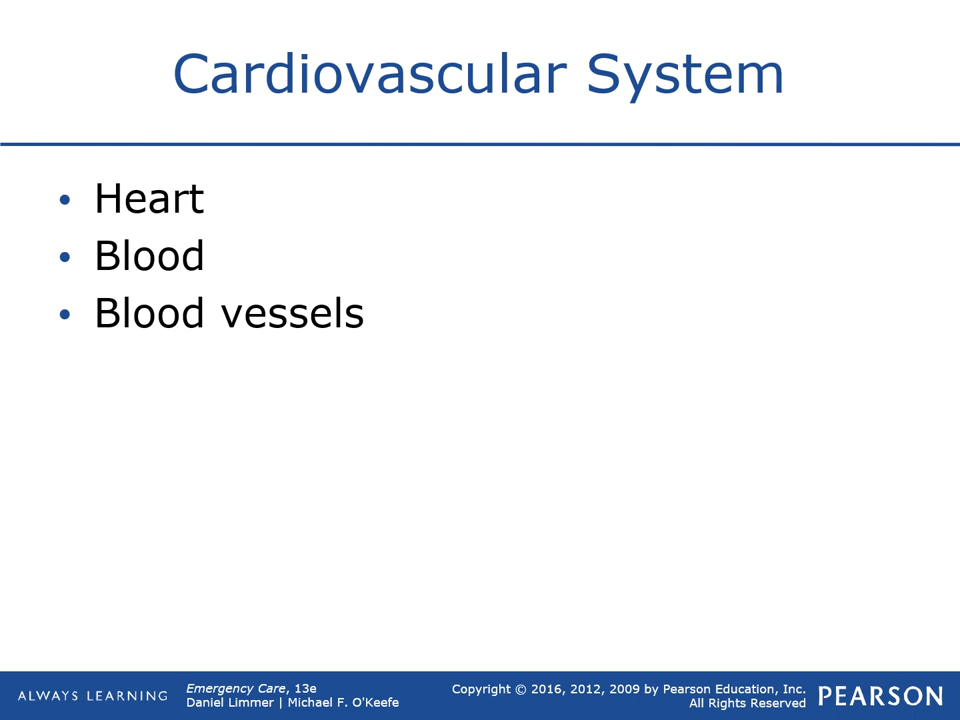 Cardiovascular System
• Heart
• Blood
• Blood vessels
ALWAYS LEARNING
Emergency Care, 13e
Daniel Limmer | Michael F. O'Keefe
Copyright © 2016, 2012, 2009 by Pearson Education, Inc.
All Rights Reserved
PEARSON